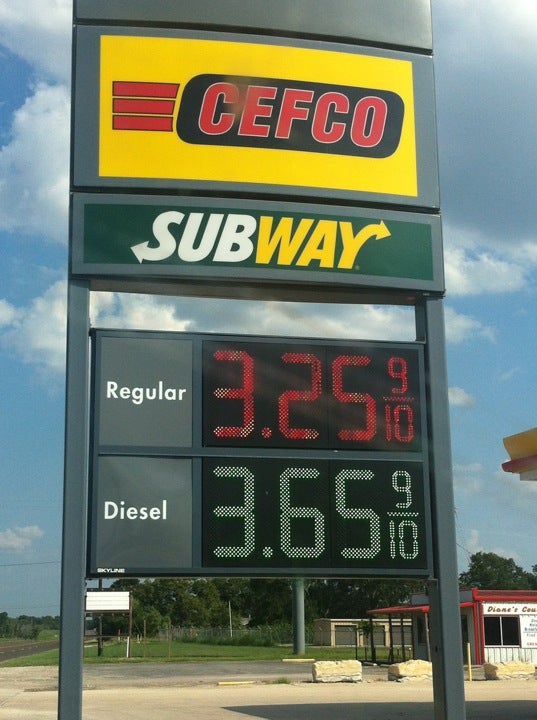 CEFCO
SUBWAY
Regular 3.25 9/10
Diesel 3.65 9/10
SKYLINE
Diane's